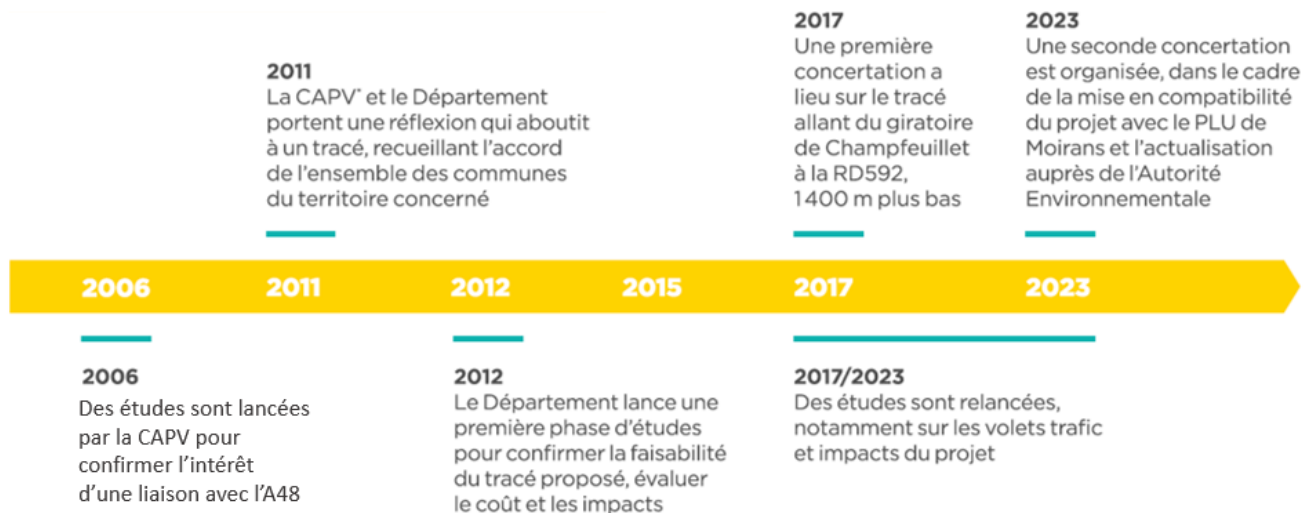 2011
La CAPV* et le Département
portent une réflexion qui aboutit
à un tracé, recueillant l’accord
de l’ensemble des communes
du territoire concerné
2017
Une première
concertation a
lieu sur le tracé
allant du giratoire
de Champfeuillet
à la RD592,
1400 m plus bas
2023
Une seconde concertation
est organisée, dans le cadre
de la mise en compatibilité
du projet avec le PLU de
Moirans et l’actualisation
auprès de l’Autorité
Environnementale
2006 2011 2012 2015 2017 2023
2006
Des études sont lancées
par la CAPV pour
confirmer l’intérêt
d’une liaison avec l’A48
2012
Le Département lance une
première phase d’études
pour confirmer la faisabilité
du tracé proposé, évaluer
le coût et les impacts
2017/2023
Des études sont relancées,
notamment sur les volets trafic
et impacts du projet